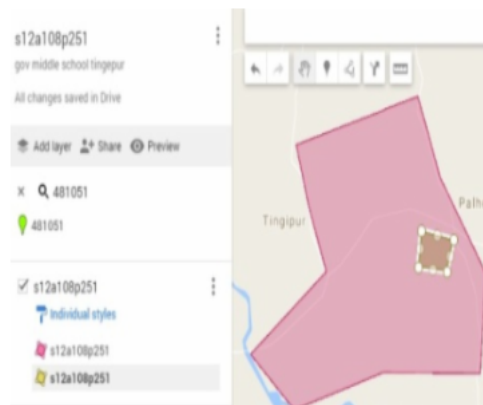 s12a108p251
gov middle school tingepur
All changes saved in Drive
Add layer Share Preview
481051
481051
s12a108p251
Individual styles
s12a108p251
s12a108p251
Tingipur
Palh